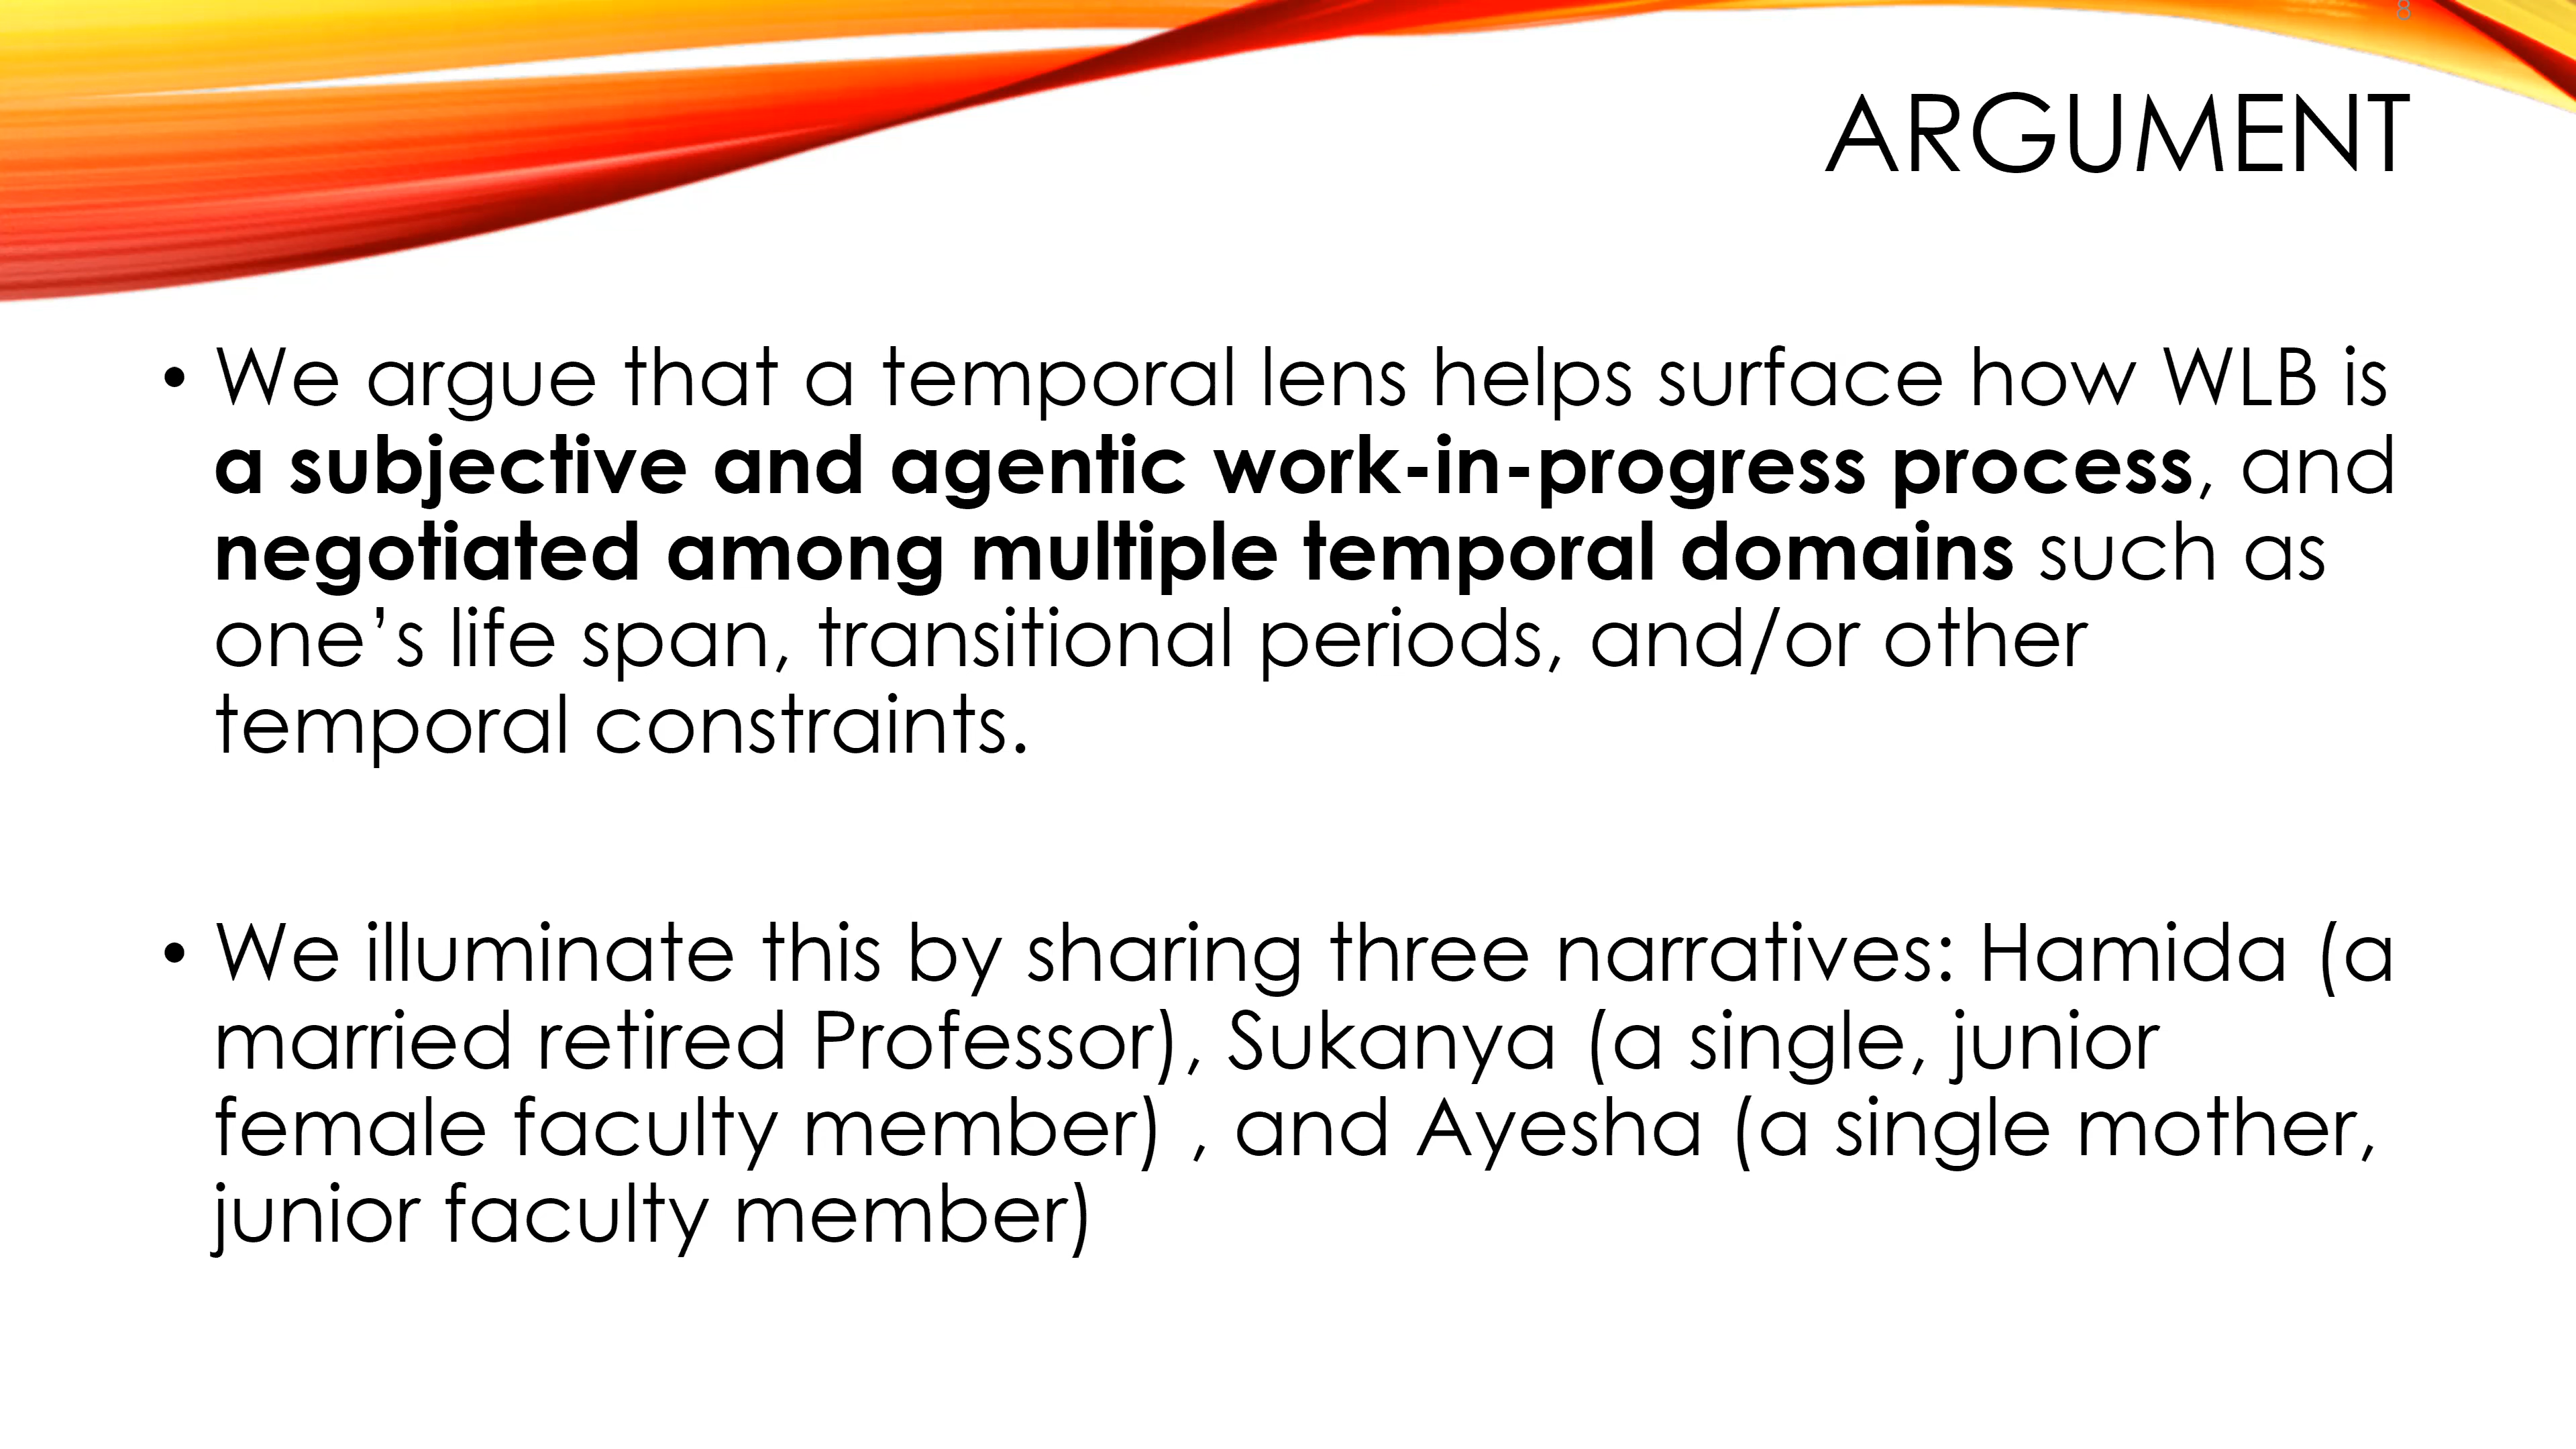 8
ARGUMENT
• We argue that a temporal lens helps surface how WLB is
a subjective and agentic work-in-progress process, and
negotiated among multiple temporal domains such as
one’s life span, transitional periods, and/or other
temporal constraints.
• We illuminate this by sharing three narratives: Hamida (a
married retired Professor), Sukanya (a single, junior
female faculty member) , and Ayesha (a single mother,
junior faculty member)